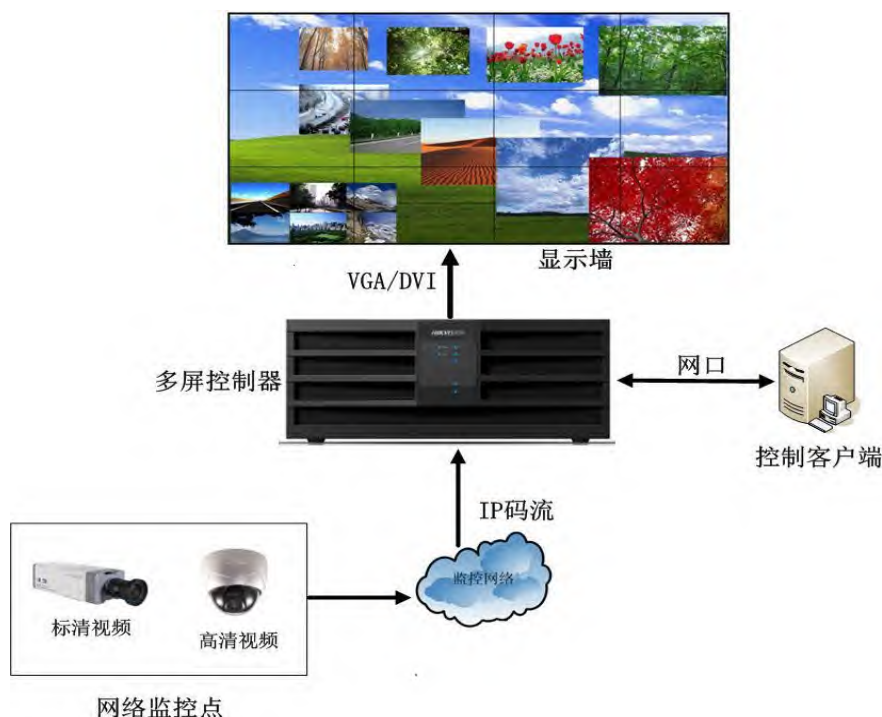 显示墙
VGA/DVI
多屏控制器
网口
控制客户端
IP码流
监控网络
标清视频
高清视频
网络监控点